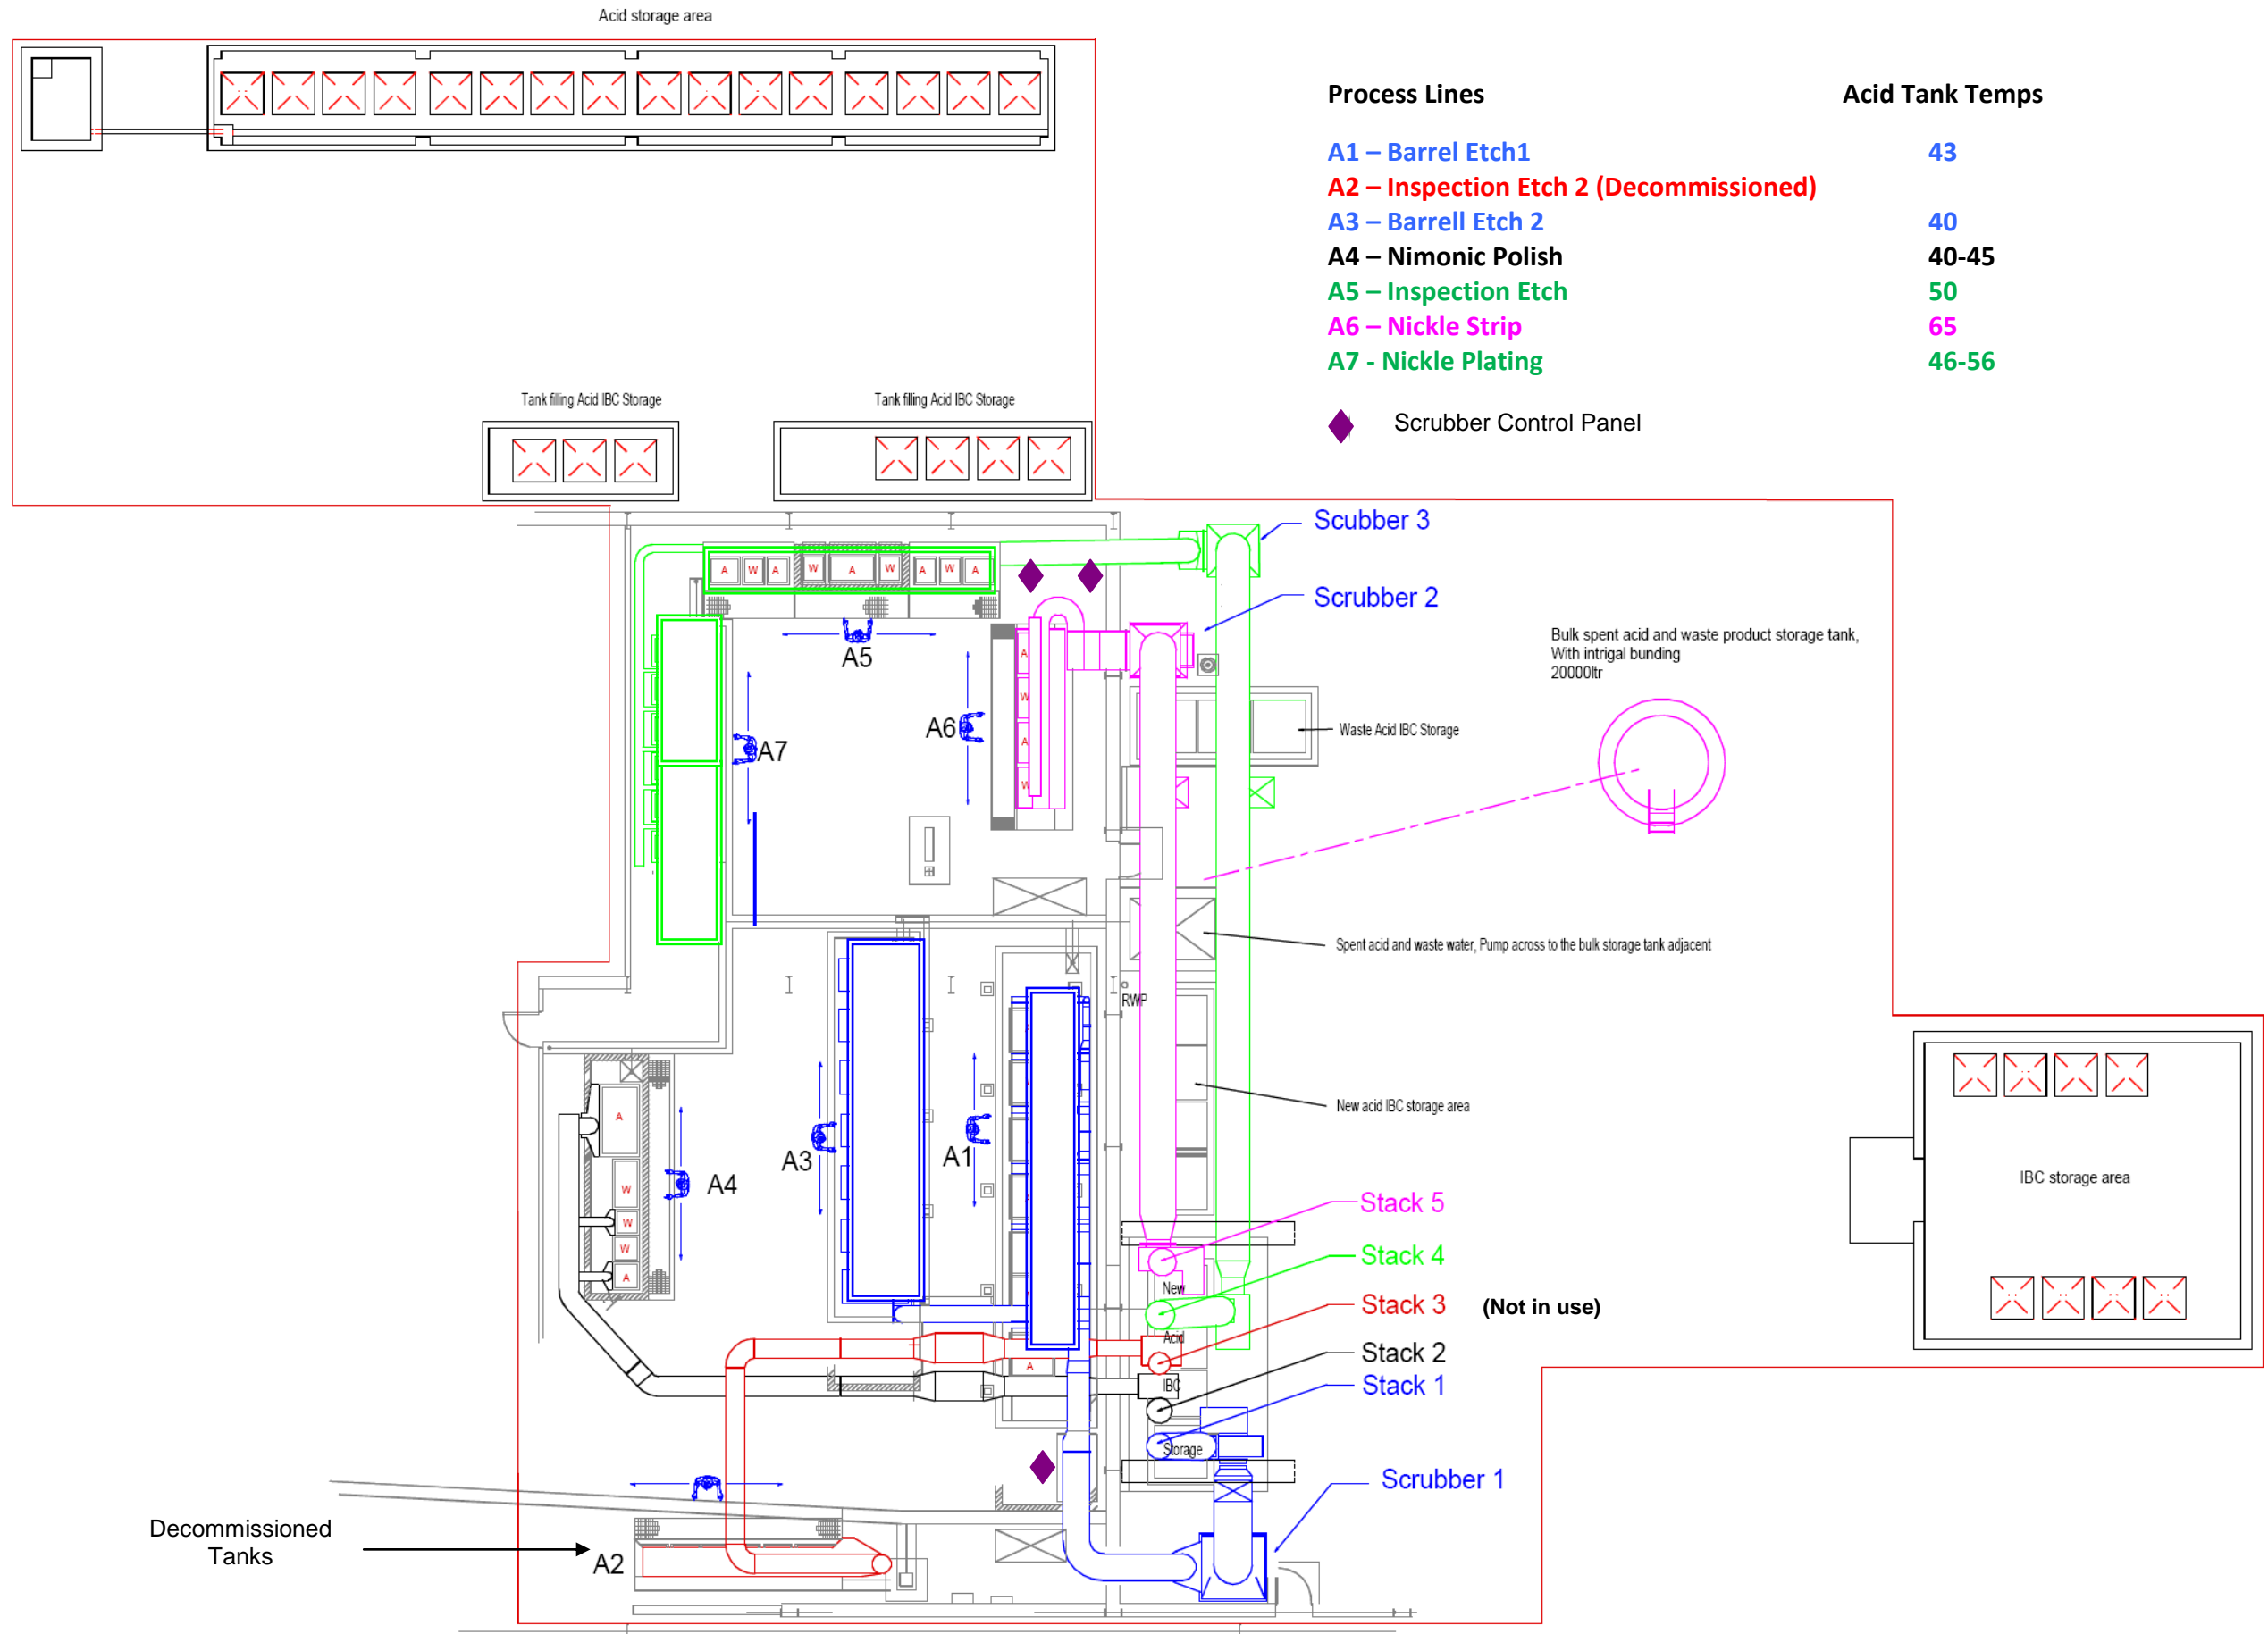 Acid storage area
Process Lines
Acid Tank Temps
A1 – Barrel Etch1
43
A2 – Inspection Etch 2 (Decommissioned)
A3 – Barrell Etch 2
40
A4 – Nimonic Polish
40-45
A5 – Inspection Etch
50
A6 – Nickle Strip
65
A7 - Nickle Plating
46-56
Scrubber Control Panel
Tank filling Acid IBC Storage
Tank filling Acid IBC Storage
Scubber 3
Scrubber 2
A W A W A W A W A
A5
Bulk spent acid and waste product storage tank,
With intrigal bunding
20000ltr
A
W
A
W
A6
A7
Waste Acid IBC Storage
Spent acid and waste water, Pump across to the bulk storage tank adjacent
RWP
New acid IBC storage area
A
W
W
W
A
A4
A3
A1
IBC storage area
Stack 5
Stack 4
New
Stack 3
(Not in use)
Acid
Stack 2
A
IBC
Stack 1
Storage
Scrubber 1
Decommissioned
Tanks
A2